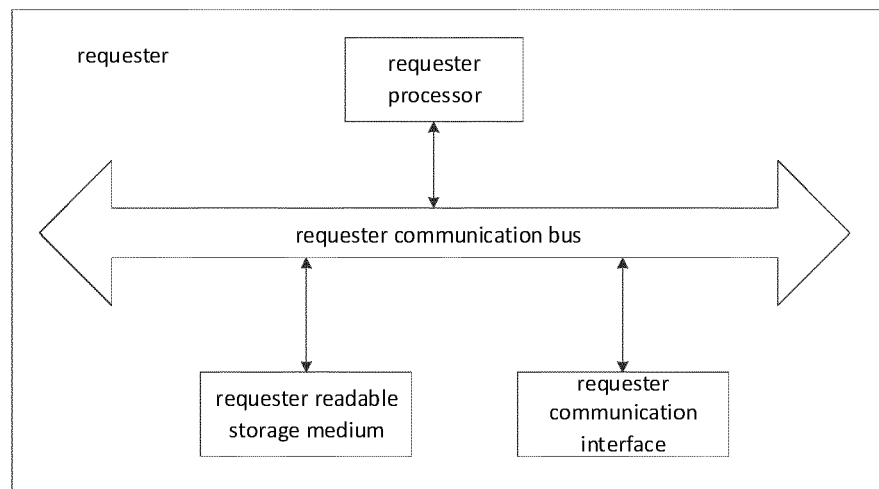 requester
requester
processor
requester communication bus
requester readable
storage medium
requester
communication
interface